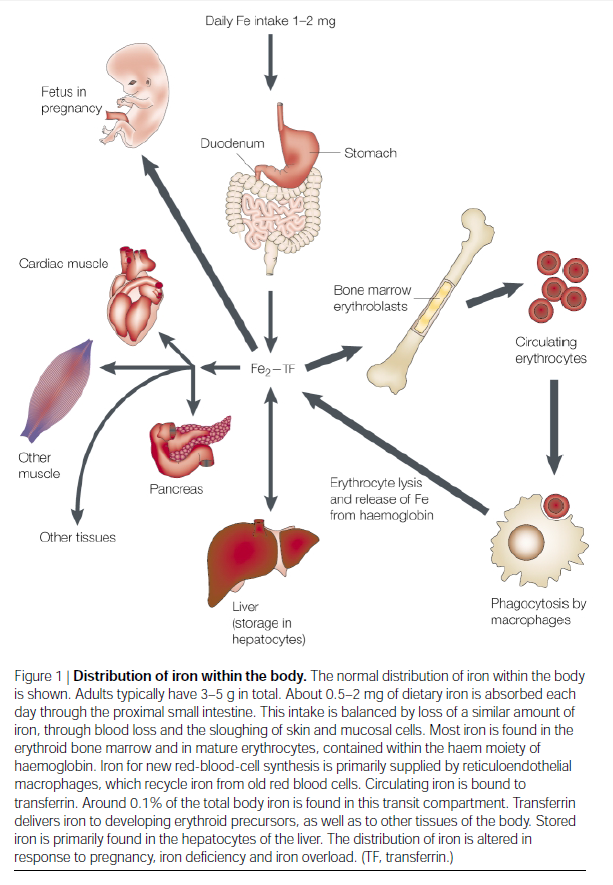 Daily Fe intake 1–2 mg
Fetus in
pregnancy
Duodenum
Stomach
Cardiac muscle
Bone marrow
erythroblasts
Circulating
erythrocytes
Fe2–TF
Other
muscle
Pancreas
Erythrocyte lysis
and release of Fe
from haemoglobin
Other tissues
Liver
(storage in
hepatocytes)
Phagocytosis by
macrophages
Figure 1 | Distribution of iron within the body. The normal distribution of iron within the body
is shown. Adults typically have 3–5 g in total. About 0.5–2 mg of dietary iron is absorbed each
day through the proximal small intestine. This intake is balanced by loss of a similar amount of
iron, through blood loss and the sloughing of skin and mucosal cells. Most iron is found in the
erythroid bone marrow and in mature erythrocytes, contained within the haem moiety of
haemoglobin. Iron for new red-blood-cell synthesis is primarily supplied by reticuloendothelial
macrophages, which recycle iron from old red blood cells. Circulating iron is bound to
transferrin. Around 0.1% of the total body iron is found in this transit compartment. Transferrin
delivers iron to developing erythroid precursors, as well as to other tissues of the body. Stored
iron is primarily found in the hepatocytes of the liver. The distribution of iron is altered in
response to pregnancy, iron deficiency and iron overload. (TF, transferrin.)